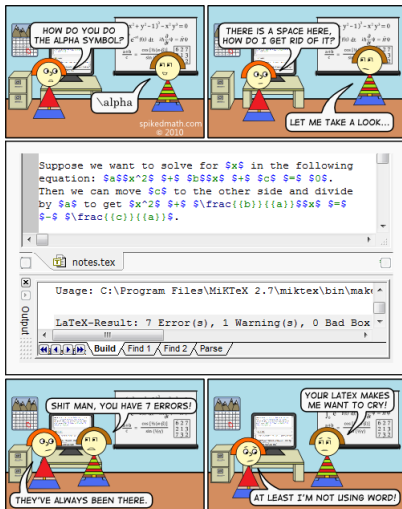 HOW DO YOU DO
THE ALPHA SYMBOL?
\alpha
spikedmath.com
© 2010
THERE IS A SPACE HERE,
HOW DO I GET RID OF IT?
LET ME TAKE A LOOK...
Suppose we want to solve for $x$ in the following
equation: $a$$x^2$ $+$ $b$$x$ $+$ $c$ $=$ $0$.
Then we can move $c$ to the other side and divide
by $a$ to get $x^2$ $+$ $\frac{{b}}{{a}}$$x$ $=$
$-$ $\frac{{c}}{{a}}$.
notes.tex
Output
Usage: C:\Program Files\MiKTeX 2.7\miktex\bin\make
LaTeX-Result: 7 Error(s), 1 Warning(s), 0 Bad Box
Build Find 1 Find 2 Parse
SHIT MAN, YOU HAVE 7 ERRORS!
THEY'VE ALWAYS BEEN THERE.
YOUR LATEX MAKES
ME WANT TO CRY!
AT LEAST I'M NOT USING WORD!